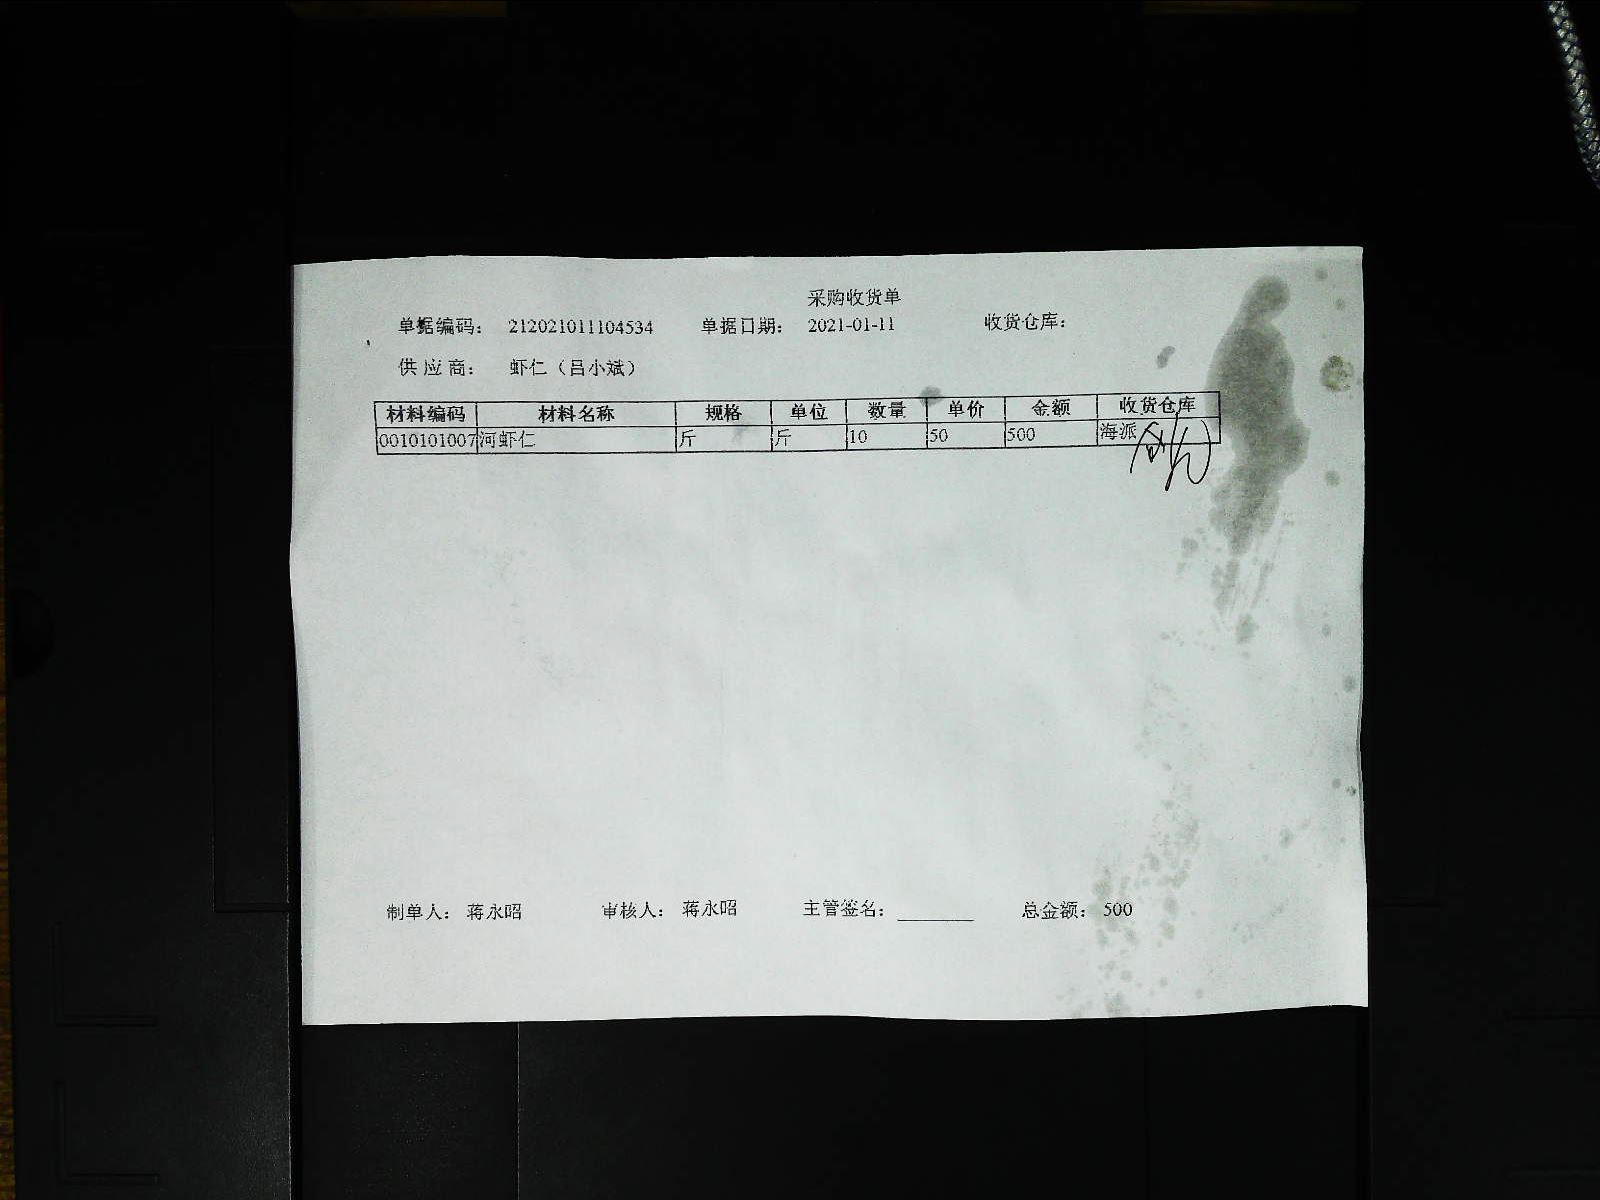 采购收货单
单据编码： 212021011104534 单据日期： 2021-01-11 收货仓库：
供 应 商： 虾仁（吕小斌）
材料编码 材料名称 规格 单位 数量 单价 金额 收货仓库
0010101007 河虾仁 斤 斤 10 50 500 海派
制单人： 蒋永昭 审核人： 蒋永昭 主管签名： 总金额： 500